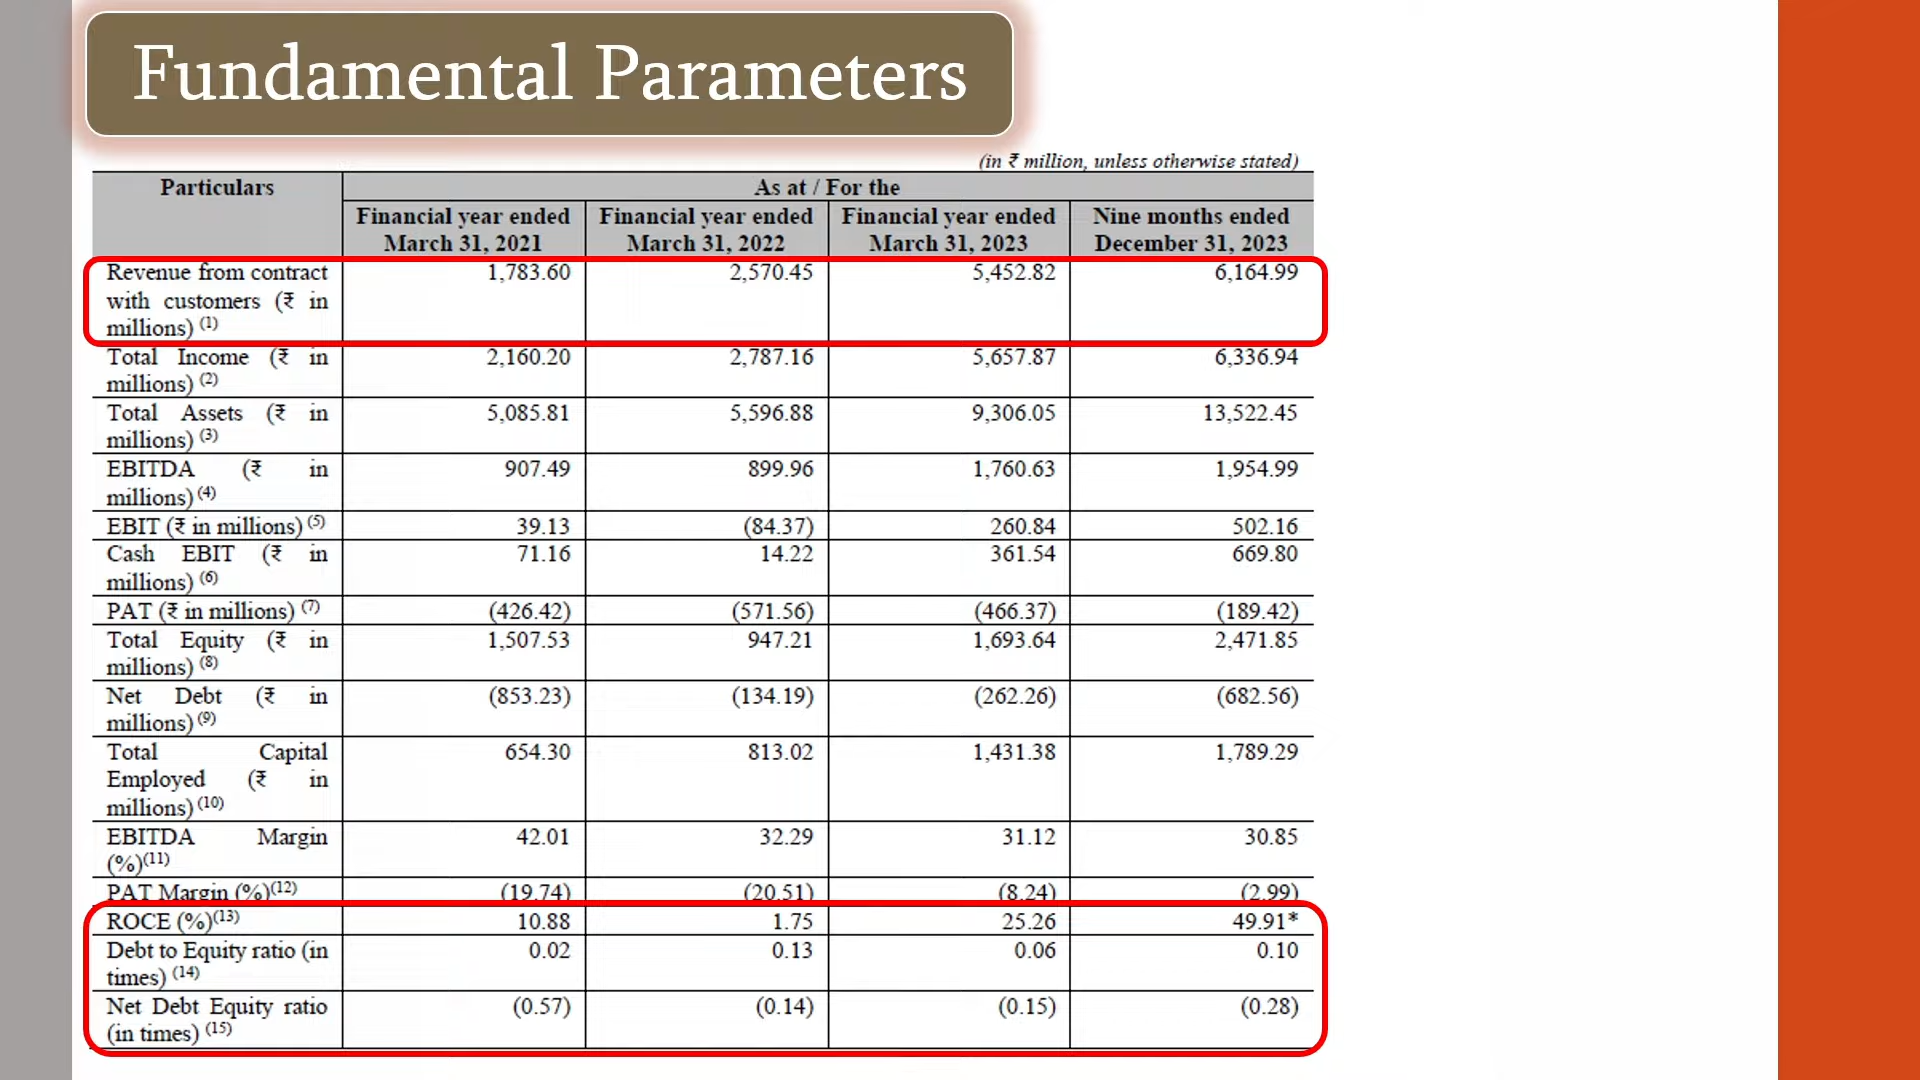 Fundamental Parameters
(in ₹ million, unless otherwise stated)
Particulars As at / For the
Financial year ended Financial year ended Financial year ended Nine months ended
March 31, 2021 March 31, 2022 March 31, 2023 December 31, 2023
Revenue from contract 1,783.60 2,570.45 5,452.82 6,164.99
with customers (₹ in
millions) (1)
Total Income (₹ in 2,160.20 2,787.16 5,657.87 6,336.94
millions) (2)
Total Assets (₹ in 5,085.81 5,596.88 9,306.05 13,522.45
millions) (3)
EBITDA (₹ in 907.49 899.96 1,760.63 1,954.99
millions) (4)
EBIT (₹ in millions) (5) 39.13 (84.37) 260.84 502.16
Cash EBIT (₹ in 71.16 14.22 361.54 669.80
millions) (6)
PAT (₹ in millions) (7) (426.42) (571.56) (466.37) (189.42)
Total Equity (₹ in 1,507.53 947.21 1,693.64 2,471.85
millions) (8)
Net Debt (₹ in (853.23) (134.19) (262.26) (682.56)
millions) (9)
Total Capital 654.30 813.02 1,431.38 1,789.29
Employed (₹ in
millions) (10)
EBITDA Margin 42.01 32.29 31.12 30.85
(%)(11)
PAT Margin (%)(12) (19.74) (20.51) (8.24) (2.99)
ROCE (%)(13) 10.88 1.75 25.26 49.91*
Debt to Equity ratio (in 0.02 0.13 0.06 0.10
times) (14)
Net Debt Equity ratio (0.57) (0.14) (0.15) (0.28)
(in times) (15)